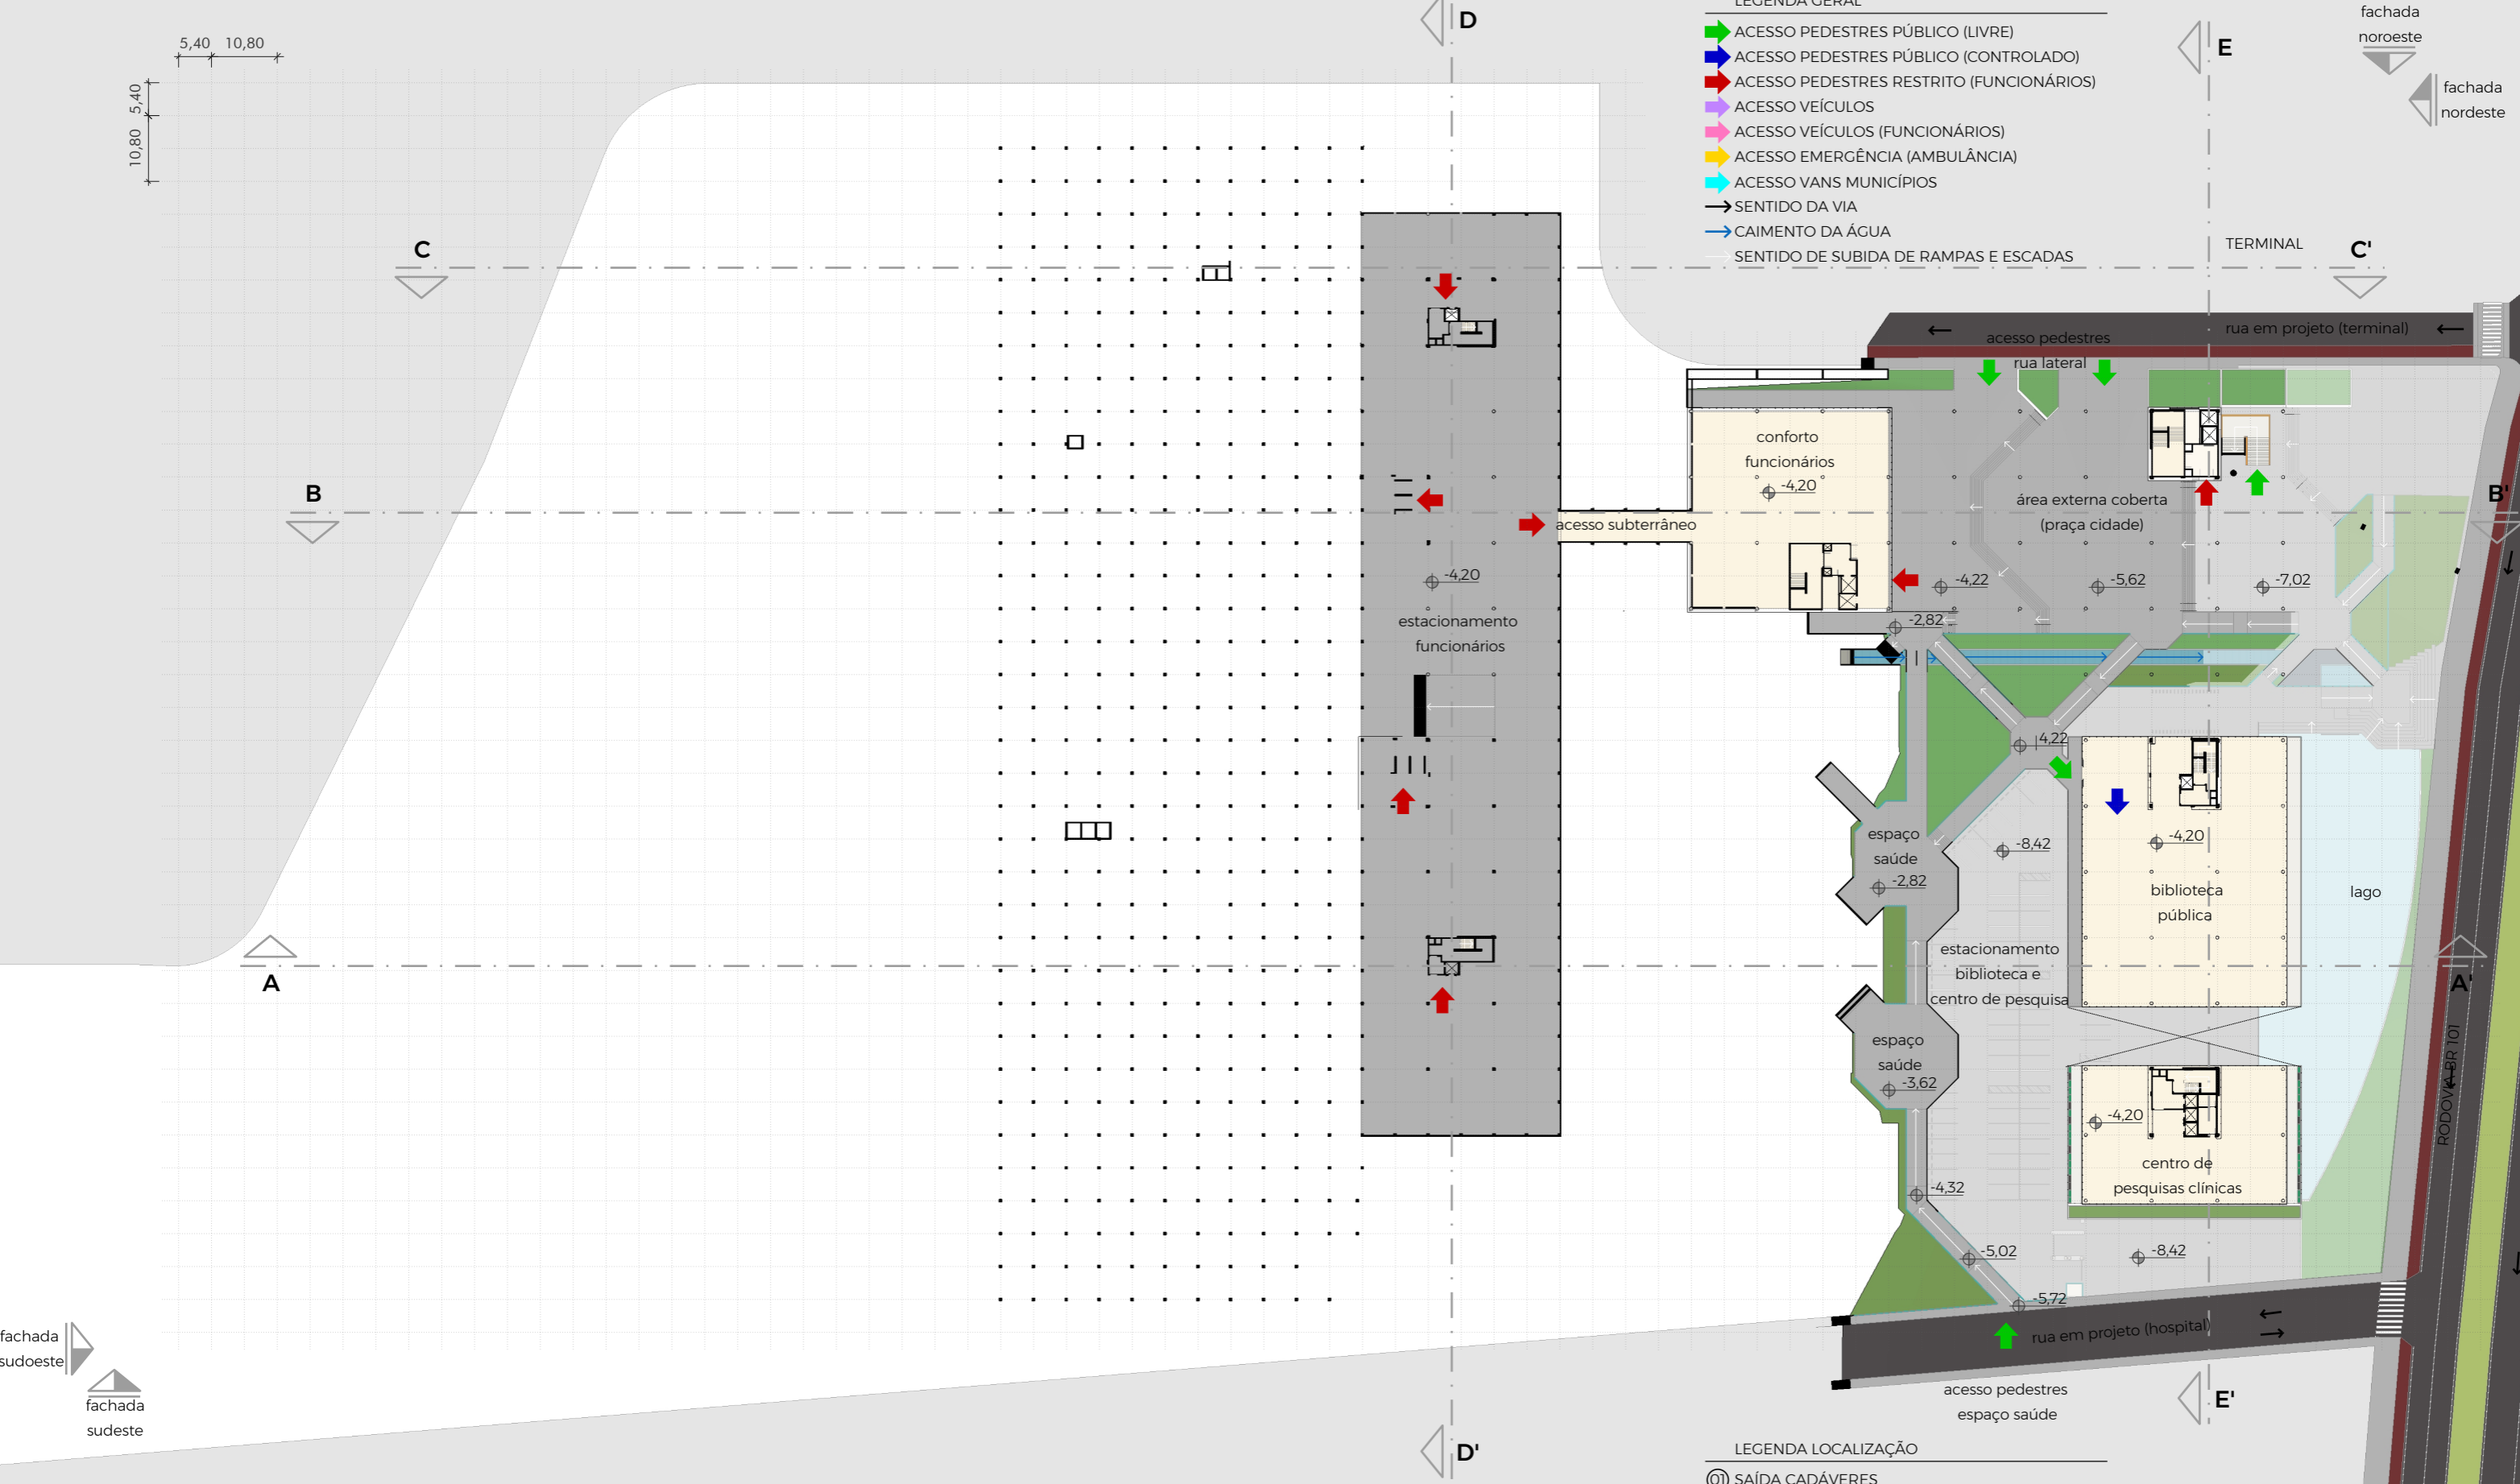 LEGENDA GERAL
ACESSO PEDESTRES PÚBLICO (LIVRE)
ACESSO PEDESTRES PÚBLICO (CONTROLADO)
ACESSO PEDESTRES RESTRITO (FUNCIONÁRIOS)
ACESSO VEÍCULOS
ACESSO VEÍCULOS (FUNCIONÁRIOS)
ACESSO EMERGÊNCIA (AMBULÂNCIA)
ACESSO VANS MUNICÍPIOS
SENTIDO DA VIA
CAIMENTO DA ÁGUA
SENTIDO DE SUBIDA DE RAMPAS E ESCADAS
D
E
fachada
noroeste
fachada
nordeste
5,40 10,80
5,40
10,80
C
TERMINAL
C'
rua em projeto (terminal)
acesso pedestres
rua lateral
B
B'
conforto
funcionários
-4,20
área externa coberta
(praça cidade)
acesso subterrâneo
-4,20
-4,22
-5,62
-7,02
estacionamento
funcionários
-2,82
4,22
espaço
saúde
-2,82
-8,42
-4,20
biblioteca
pública
lago
estacionamento
biblioteca e
centro de pesquisa
A
A'
espaço
saúde
-3,62
RODOVIA BR 101
-4,20
centro de
pesquisas clínicas
-4,32
-5,02
-8,42
-5,72
rua em projeto (hospital)
acesso pedestres
espaço saúde
E'
fachada
sudoeste
fachada
sudeste
D'
LEGENDA LOCALIZAÇÃO
01 SAÍDA CADÁVERES